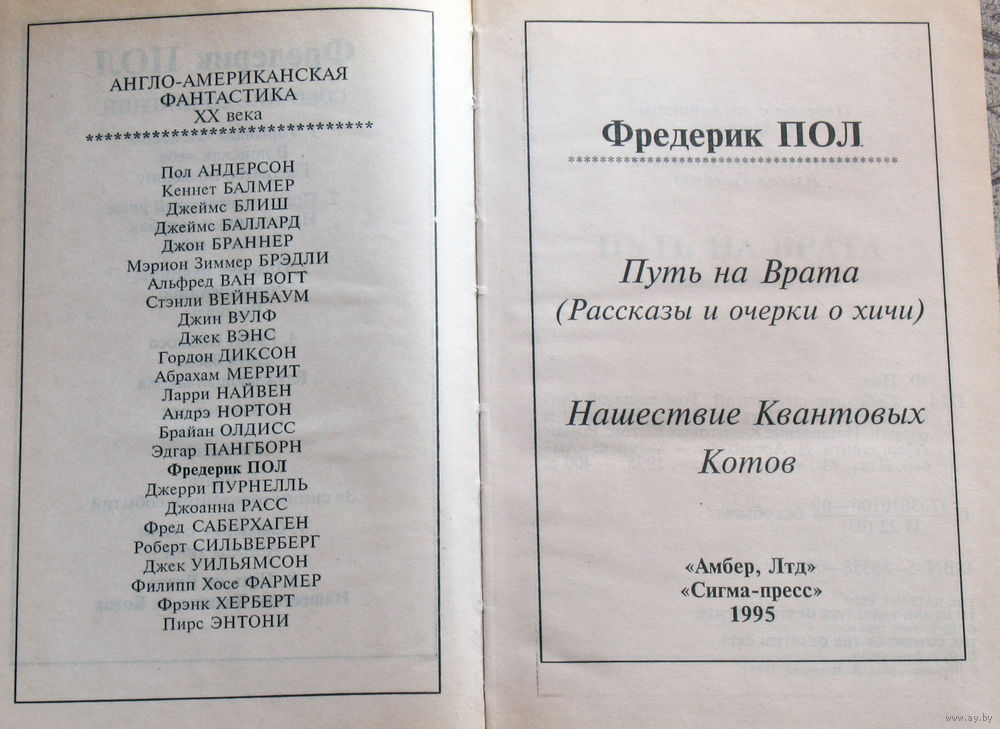 АНГЛО-АМЕРИКАНСКАЯ
ФАНТАСТИКА
XX века
******************************
Пол АНДЕРСОН
Кеннет БАЛМЕР
Джеймс БЛИШ
Джеймс БАЛЛАРД
Джон БРАННЕР
Мэрион Зиммер БРЭДЛИ
Альфред ВАН ВОГТ
Стэнли ВЕЙНБАУМ
Джин ВУЛФ
Джек ВЭНС
Гордон ДИКСОН
Абрахам МЕРРИТ
Ларри НАЙВЕН
Андрэ НОРТОН
Брайан ОЛДИСС
Эдгар ПАНГБОРН
Фредерик ПОЛ
Джерри ПУРНЕЛЛЬ
Джоанна РАСС
Фред САБЕРХАГЕН
Роберт СИЛЬВЕРБЕРГ
Джек УИЛЬЯМСОН
Филипп Хосе ФАРМЕР
Фрэнк ХЕРБЕРТ
Пирс ЭНТОНИ
Фредерик ПОЛ
******************************************
Путь на Врата
(Рассказы и очерки о хичи)
Нашествие Квантовых
Котов
«Амбер, Лтд»
«Сигма-пресс»
1995
www.ay.by